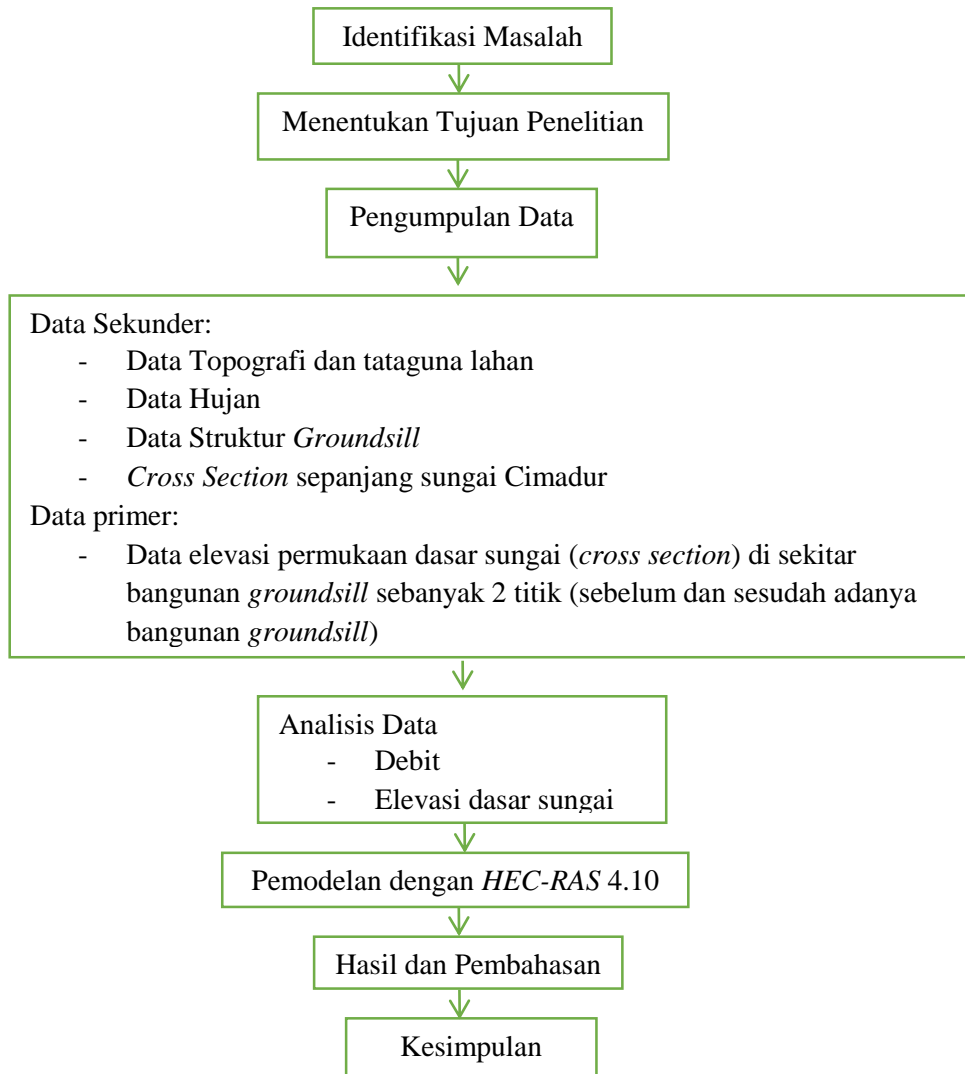 Identifikasi Masalah
Menentukan Tujuan Penelitian
Pengumpulan Data
Data Sekunder:
- Data Topografi dan tataguna lahan
- Data Hujan
- Data Struktur Groundsill
- Cross Section sepanjang sungai Cimadur
Data primer:
- Data elevasi permukaan dasar sungai (cross section) di sekitar
bangunan groundsill sebanyak 2 titik (sebelum dan sesudah adanya
bangunan groundsill)
Analisis Data
- Debit
- Elevasi dasar sungai
Pemodelan dengan HEC-RAS 4.10
Hasil dan Pembahasan
Kesimpulan